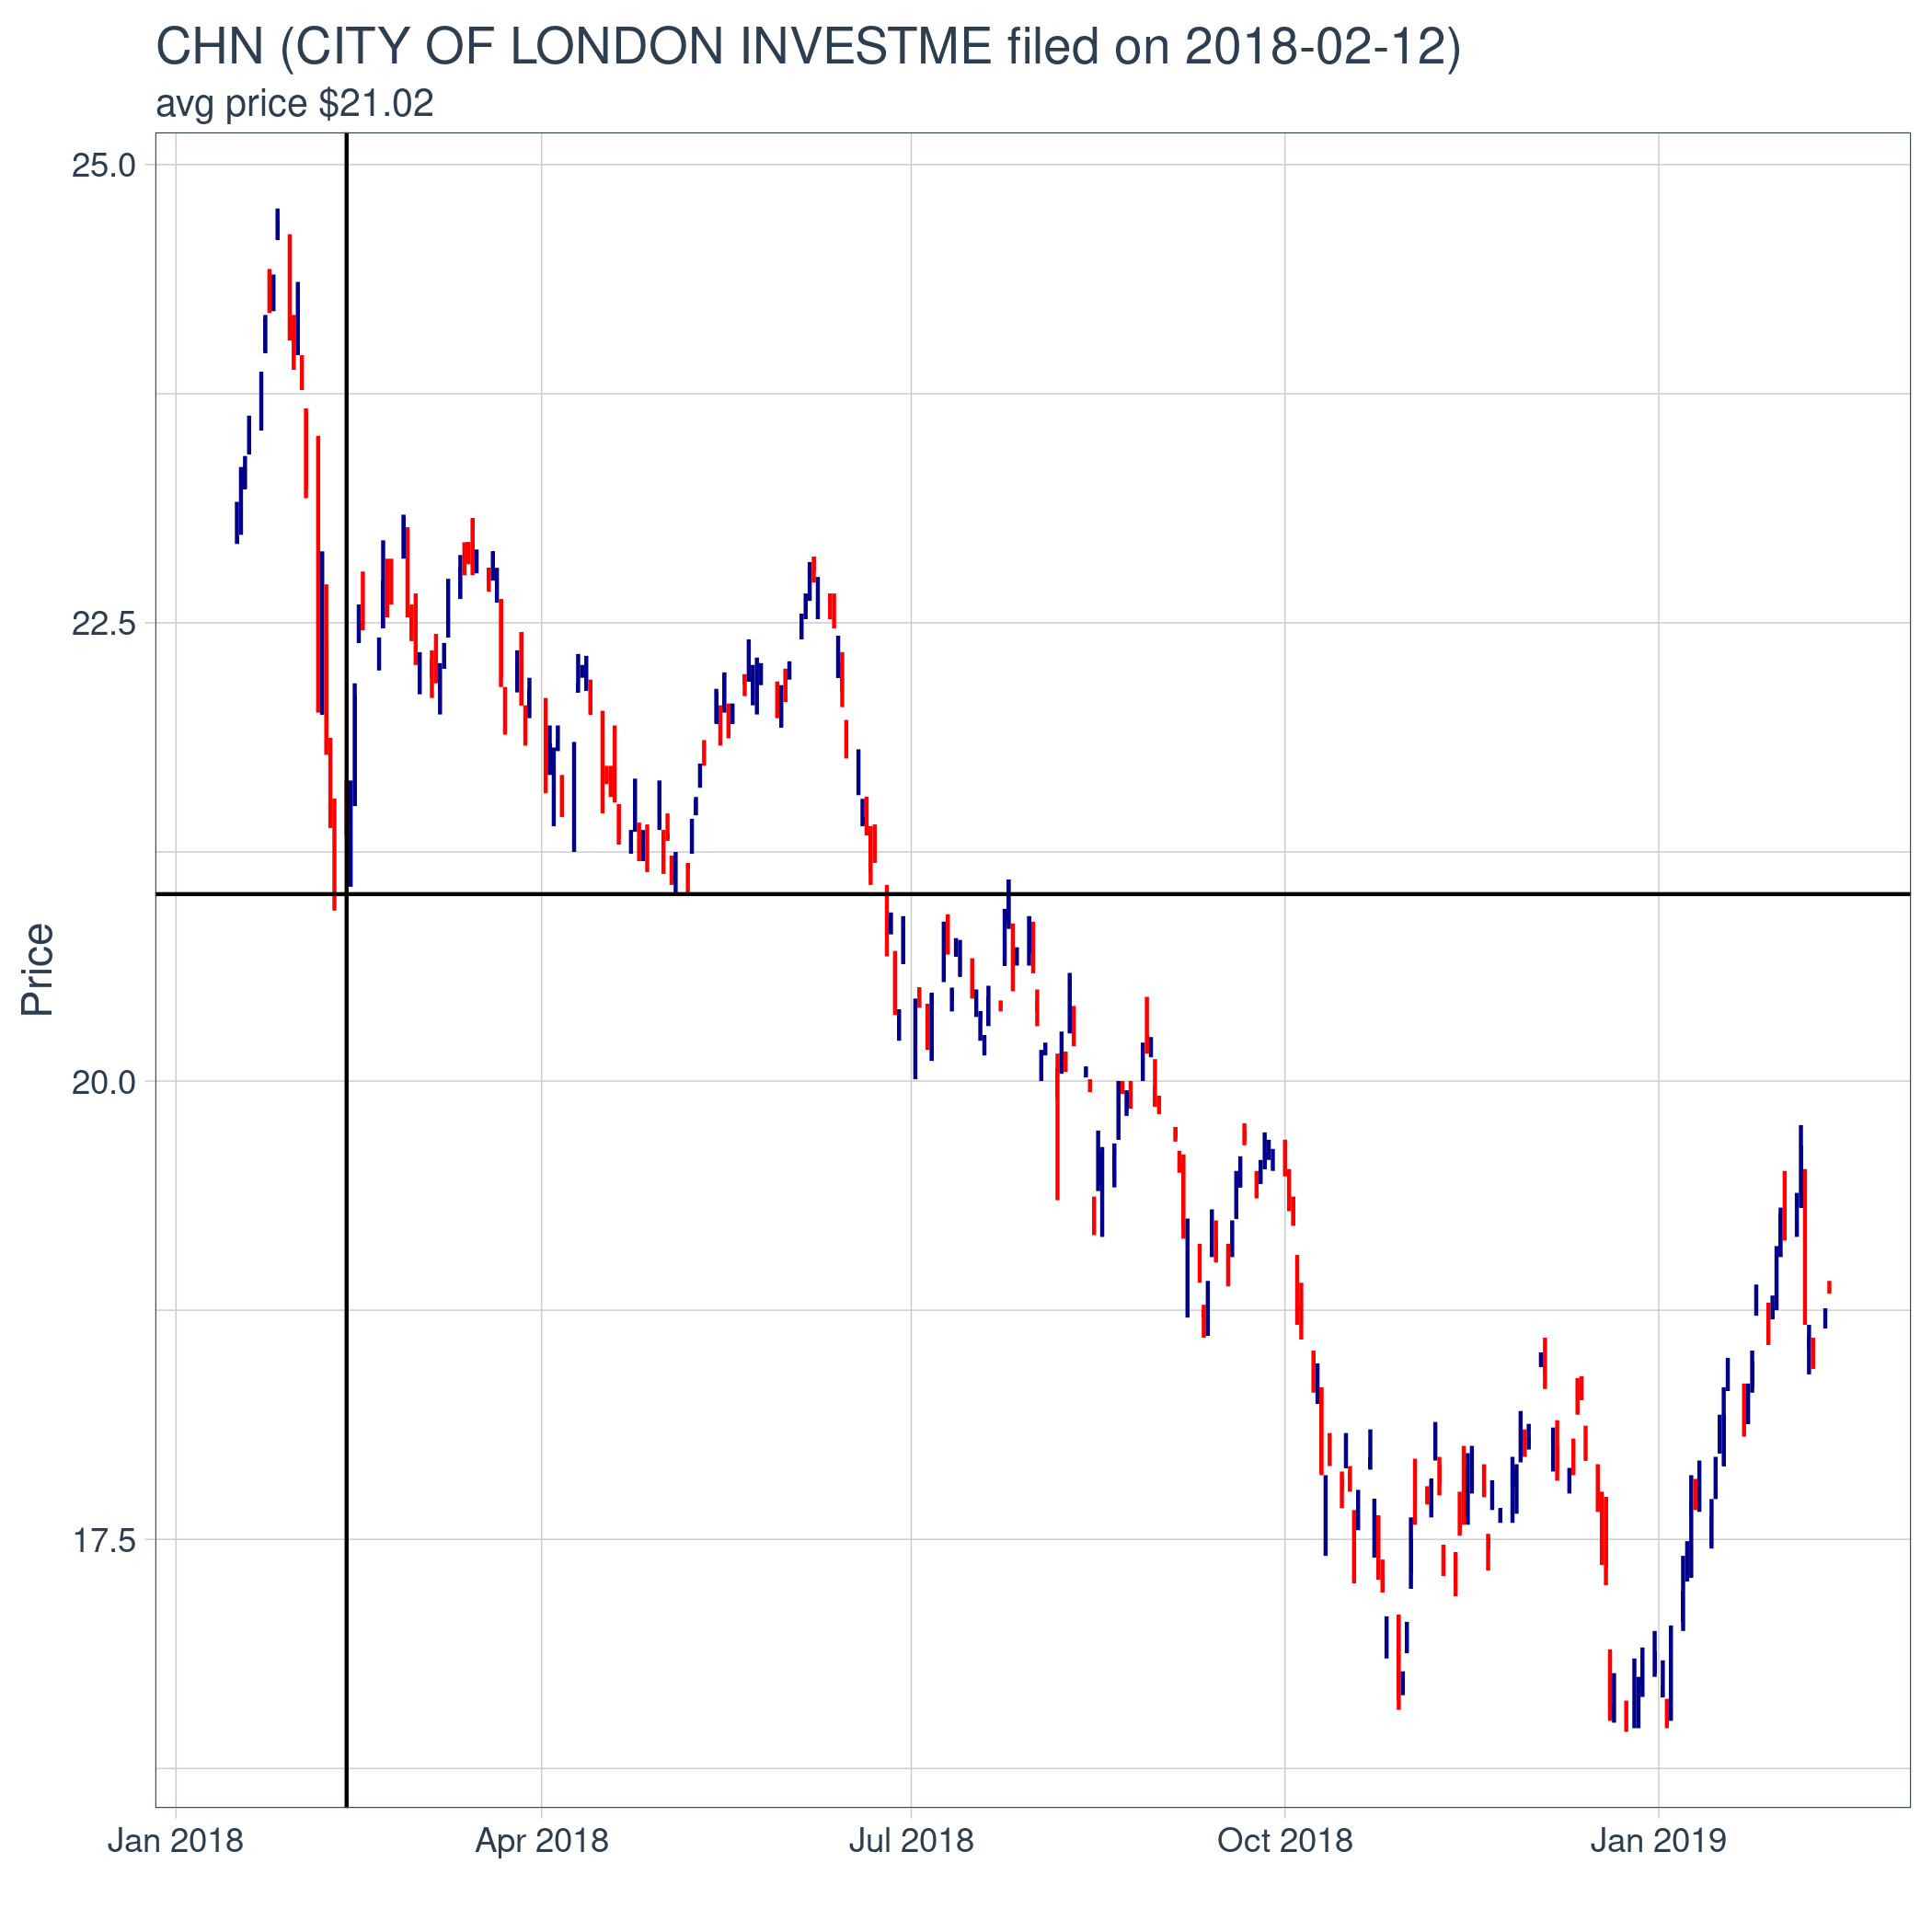 CHN (CITY OF LONDON INVESTME filed on 2018-02-12)
avg price $21.02
25.0
22.5
20.0
17.5
Price
Jan 2018 Apr 2018 Jul 2018 Oct 2018 Jan 2019